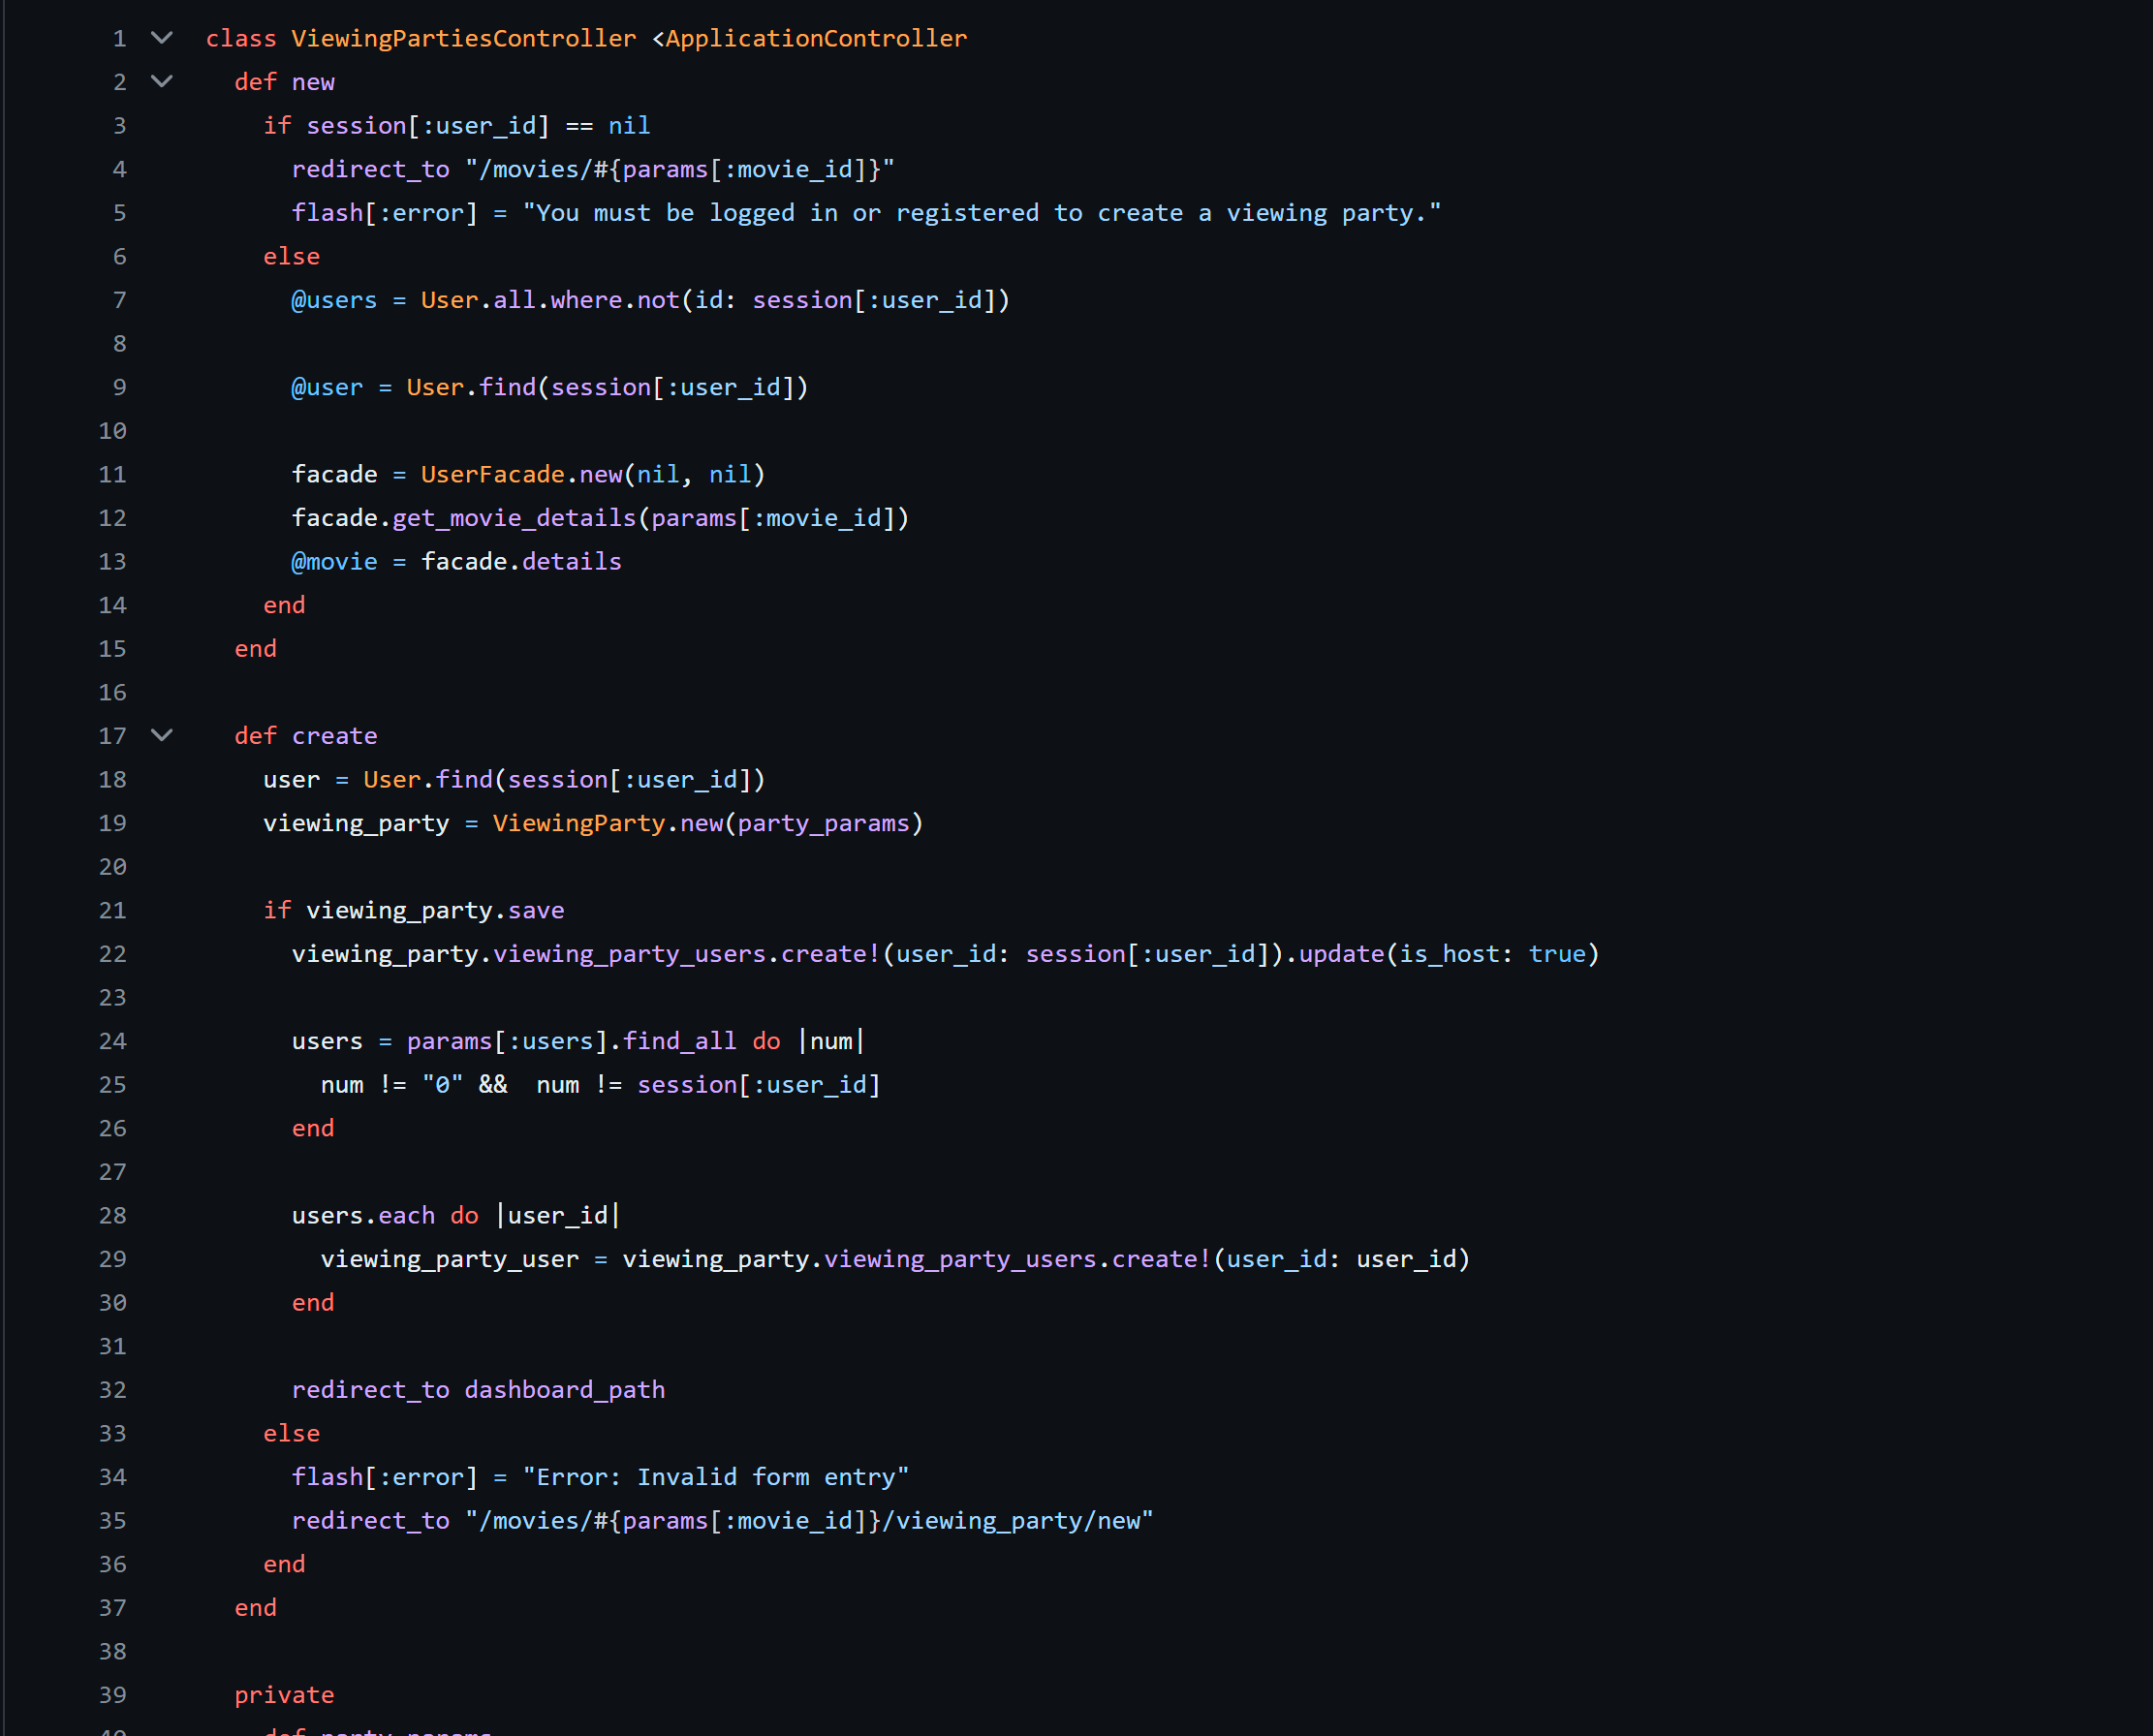 1 class ViewingPartiesController <ApplicationController
2   def new
3     if session[:user_id] == nil
4       redirect_to "/movies/#{params[:movie_id]}"
5       flash[:error] = "You must be logged in or registered to create a viewing party."
6     else
7       @users = User.all.where.not(id: session[:user_id])
8
9       @user = User.find(session[:user_id])
10
11       facade = UserFacade.new(nil, nil)
12       facade.get_movie_details(params[:movie_id])
13       @movie = facade.details
14     end
15   end
16
17   def create
18     user = User.find(session[:user_id])
19     viewing_party = ViewingParty.new(party_params)
20
21     if viewing_party.save
22       viewing_party.viewing_party_users.create!(user_id: session[:user_id]).update(is_host: true)
23
24       users = params[:users].find_all do |num|
25         num != "0" &&  num != session[:user_id]
26       end
27
28       users.each do |user_id|
29         viewing_party_user = viewing_party.viewing_party_users.create!(user_id: user_id)
30       end
31
32       redirect_to dashboard_path
33     else
34       flash[:error] = "Error: Invalid form entry"
35       redirect_to "/movies/#{params[:movie_id]}/viewing_party/new"
36     end
37   end
38
39   private
40     def party_params